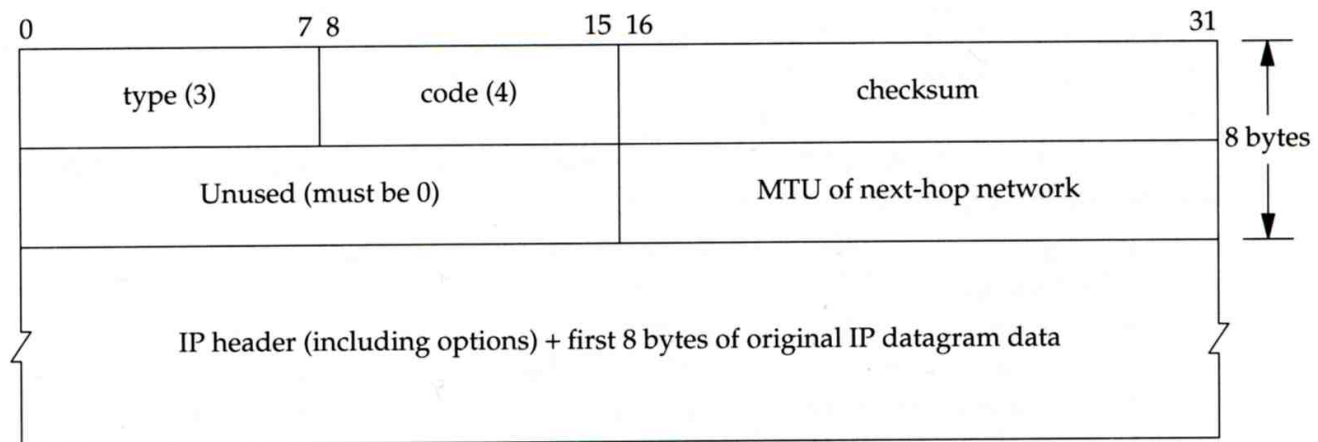 0 7 8 15 16 31
type (3) code (4) checksum
8 bytes
Unused (must be 0) MTU of next-hop network
IP header (including options) + first 8 bytes of original IP datagram data